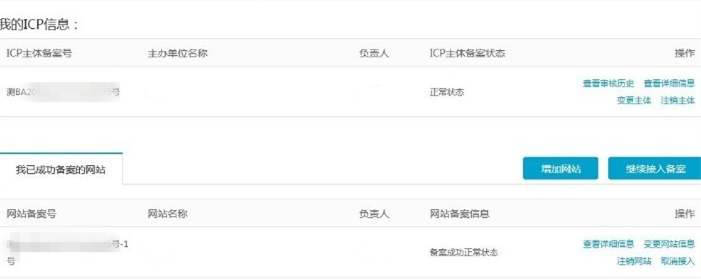 我的ICP信息：
ICP主体备案号 主办单位名称 负责人 ICP主体备案状态 操作
测BA20 号 正常状态 查看审核历史 查看详细信息
变更主体 注销主体
我已成功备案的网站 增加网站 继续接入备案
网站备案号 网站名称 负责人 网站备案信息 操作
号-1 备案成功正常状态 查看详细信息 变更网站信息
号 注销网站 取消接入